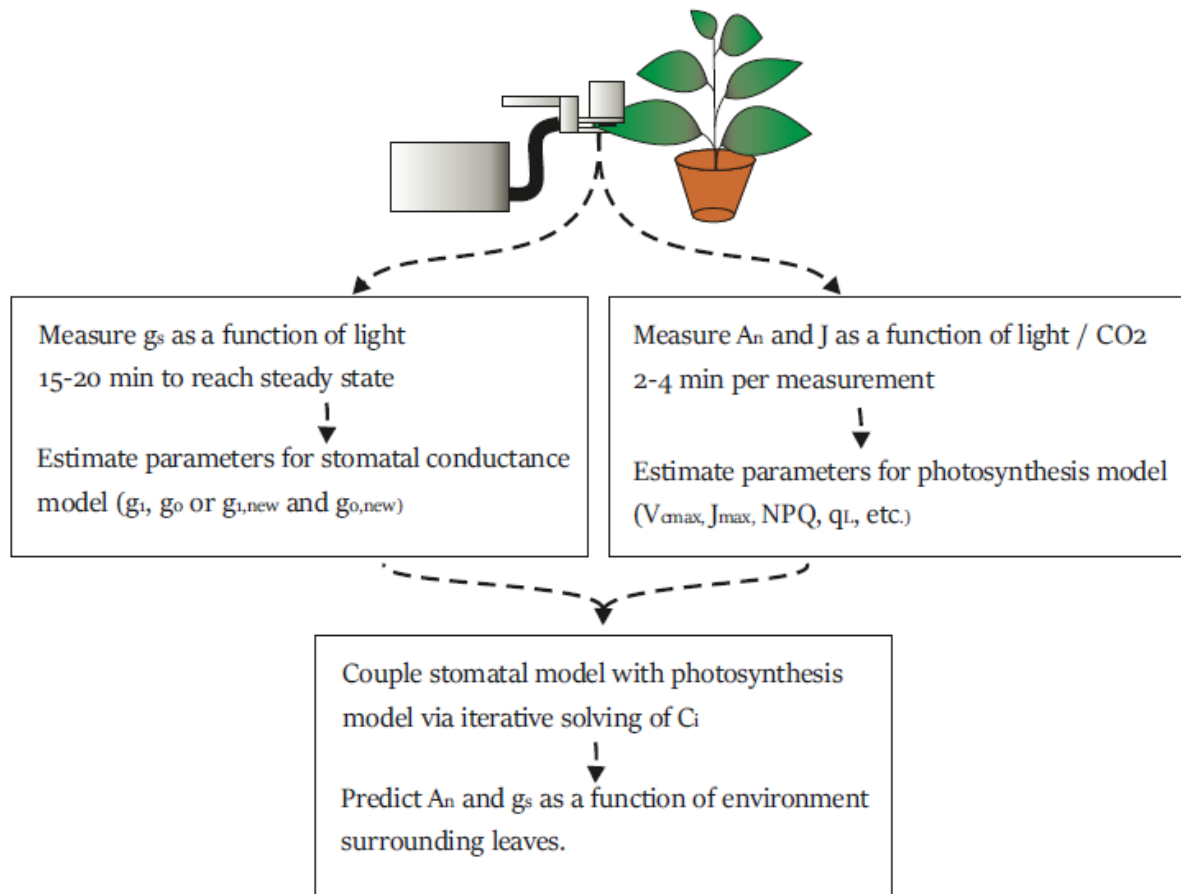 Measure gs as a function of light
15-20 min to reach steady state
Estimate parameters for stomatal conductance
model (g1, g0 or g1,new and g0,new)
Measure An and J as a function of light / CO2
2-4 min per measurement
Estimate parameters for photosynthesis model
(Vcmax, Jmax, NPQ, qL, etc.)
Couple stomatal model with photosynthesis
model via iterative solving of Ci
Predict An and gs as a function of environment
surrounding leaves.